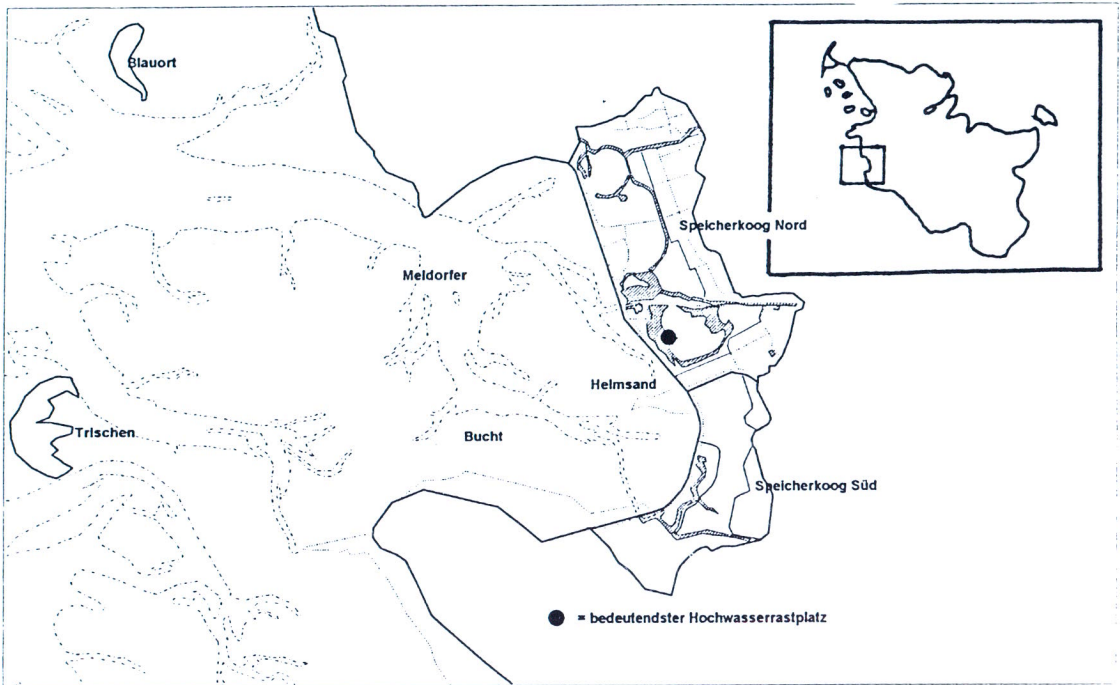 Blauort
Speicherkoog Nord
Meldorfer
Helmsand
Bucht
Trischen
Speicherkoog Süd
= bedeutendster Hochwasserrastplatz